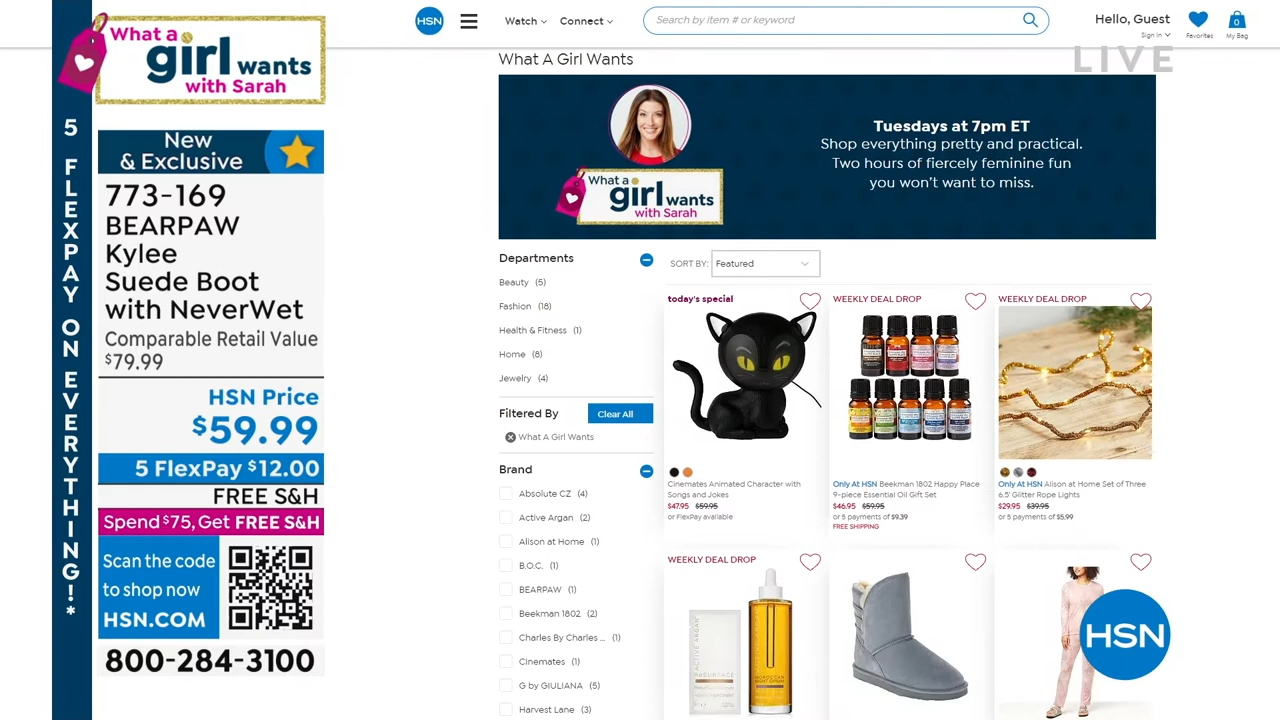 What a
girl wants
with Sarah
5 FLEXPAY ON EVERYTHING!*
New
& Exclusive
773-169
BEARPAW
Kylee
Suede Boot
with NeverWet
Comparable Retail Value
$79.99
HSN Price
$59.99
5 FlexPay $12.00
FREE S&H
Spend $75, Get FREE S&H
Scan the code
to shop now
HSN.COM
800-284-3100
HSN
Watch
Connect
Search by item # or keyword
Hello, Guest
Sign in
Favorites
0
My Bag
LIVE
What A Girl Wants
What a
girl wants
with Sarah
Tuesdays at 7pm ET
Shop everything pretty and practical.
Two hours of fiercely feminine fun
you won't want to miss.
Departments
Beauty (5)
Fashion (18)
Health & Fitness (1)
Home (8)
Jewelry (4)
Filtered By
Clear All
What A Girl Wants
Brand
Absolute CZ (4)
Active Argan (2)
Alison at Home (1)
B.O.C. (1)
BEARPAW (1)
Beekman 1802 (2)
Charles By Charles ... (1)
Cinemates (1)
G by GIULIANA (5)
Harvest Lane (3)
SORT BY: Featured
today's special
Cinemates Animated Character with
Songs and Jokes
$47.95 $59.95
or FlexPay available
WEEKLY DEAL DROP
Only At HSN Beekman 1802 Happy Place
9-piece Essential Oil Gift Set
$46.95 $59.95
or 5 payments of $9.39
FREE SHIPPING
WEEKLY DEAL DROP
Only At HSN Alison at Home Set of Three
6.5' Glitter Rope Lights
$29.95 $39.95
or 5 payments of $5.99
WEEKLY DEAL DROP
HSN